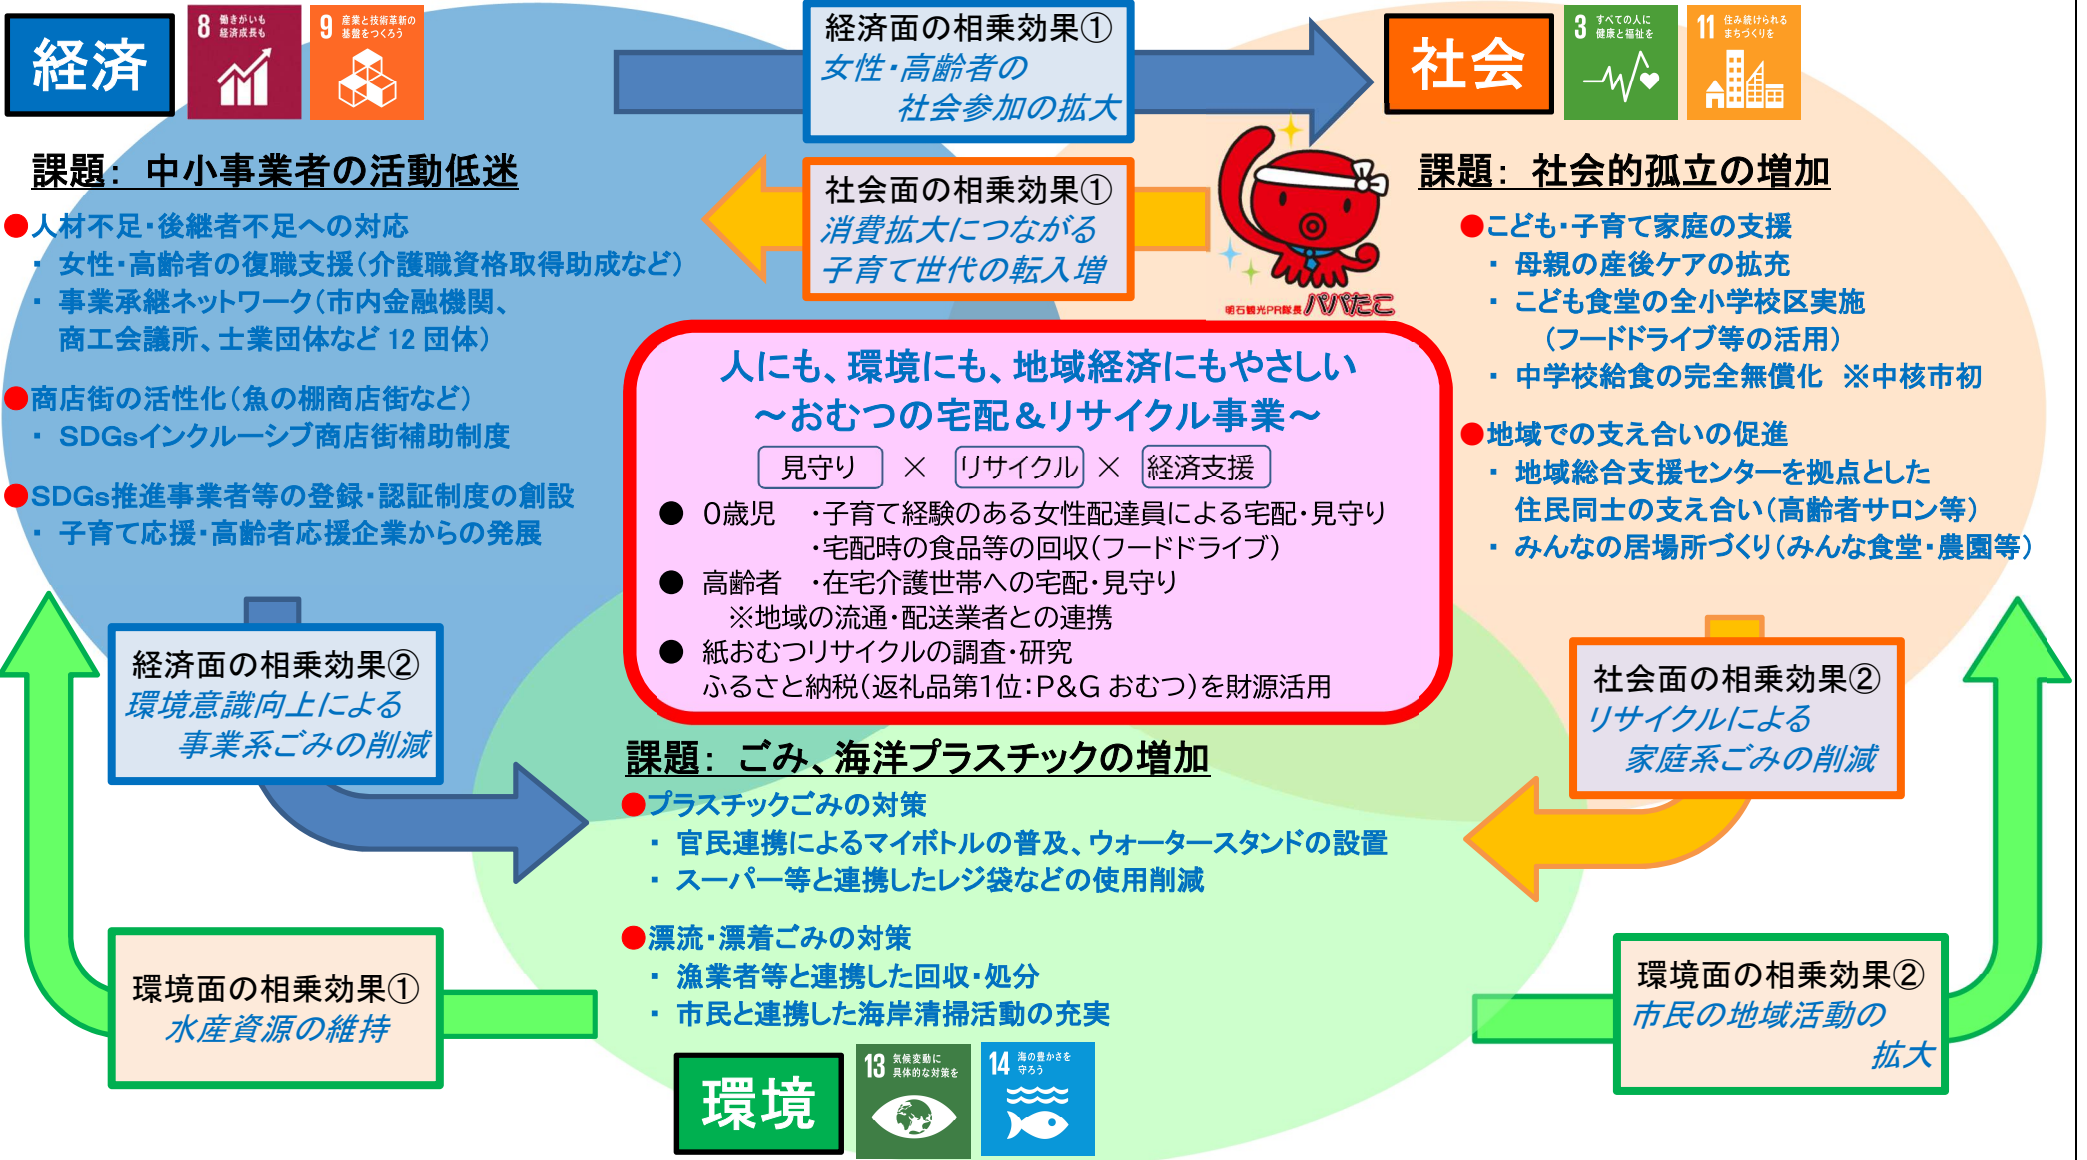 経済
8 働きがいも
経済成長も
9 産業と技術革新の
基盤をつくろう
経済面の相乗効果①
女性・高齢者の
社会参加の拡大
社会
3 すべての人に
健康と福祉を
11 住み続けられる
まちづくりを
課題：中小事業者の活動低迷
●人材不足・後継者不足への対応
・女性・高齢者の復職支援（介護職資格取得助成など）
・事業承継ネットワーク（市内金融機関、
商工会議所、士業団体など 12 団体）
●商店街の活性化（魚の棚商店街など）
・SDGsインクルーシブ商店街補助制度
●SDGs推進事業者等の登録・認証制度の創設
・子育て応援・高齢者応援企業からの発展
社会面の相乗効果①
消費拡大につながる
子育て世代の転入増
明石観光PR隊長 パパたこ
課題：社会的孤立の増加
●こども・子育て家庭の支援
・母親の産後ケアの拡充
・こども食堂の全小学校区実施
（フードドライブ等の活用）
・中学校給食の完全無償化 ※中核市初
●地域での支え合いの促進
・地域総合支援センターを拠点とした
住民同士の支え合い（高齢者サロン等）
・みんなの居場所づくり（みんな食堂・農園等）
人にも、環境にも、地域経済にもやさしい
～おむつの宅配＆リサイクル事業～
見守り × リサイクル × 経済支援
● 0歳児 ・子育て経験のある女性配達員による宅配・見守り
・宅配時の食品等の回収（フードドライブ）
● 高齢者 ・在宅介護世帯への宅配・見守り
※地域の流通・配送業者との連携
● 紙おむつリサイクルの調査・研究
ふるさと納税（返礼品第1位：P&G おむつ）を財源活用
経済面の相乗効果②
環境意識向上による
事業系ごみの削減
社会面の相乗効果②
リサイクルによる
家庭系ごみの削減
課題：ごみ、海洋プラスチックの増加
●プラスチックごみの対策
・官民連携によるマイボトルの普及、ウォータースタンドの設置
・スーパー等と連携したレジ袋などの使用削減
●漂流・漂着ごみの対策
・漁業者等と連携した回収・処分
・市民と連携した海岸清掃活動の充実
環境面の相乗効果①
水産資源の維持
環境面の相乗効果②
市民の地域活動の
拡大
環境
13 気候変動に
具体的な対策を
14 海の豊かさを
守ろう